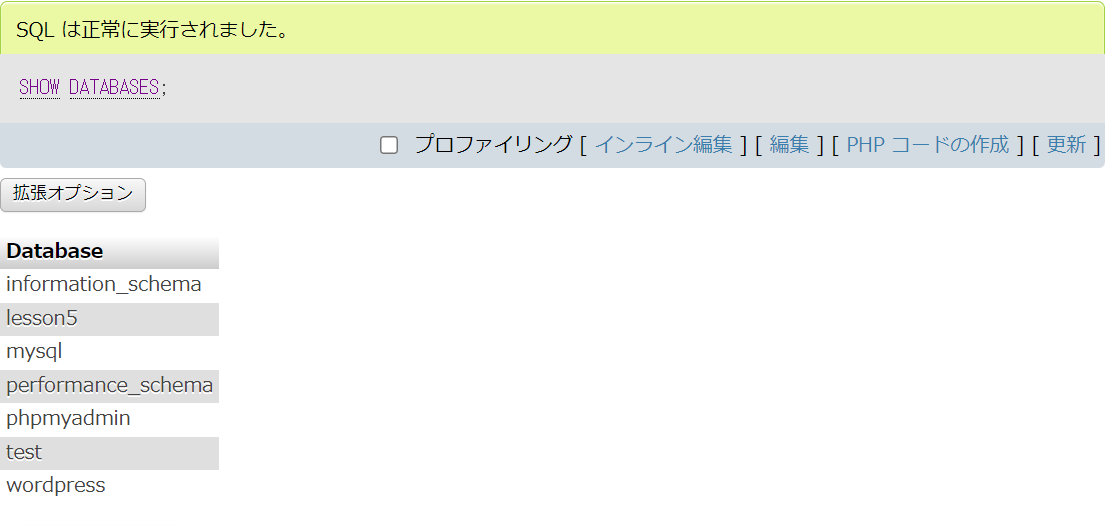 SQL は正常に実行されました。
SHOW DATABASES;
プロファイリング [ インライン編集 ] [ 編集 ] [ PHP コードの作成 ] [ 更新 ]
拡張オプション
Database
information_schema
lesson5
mysql
performance_schema
phpmyadmin
test
wordpress